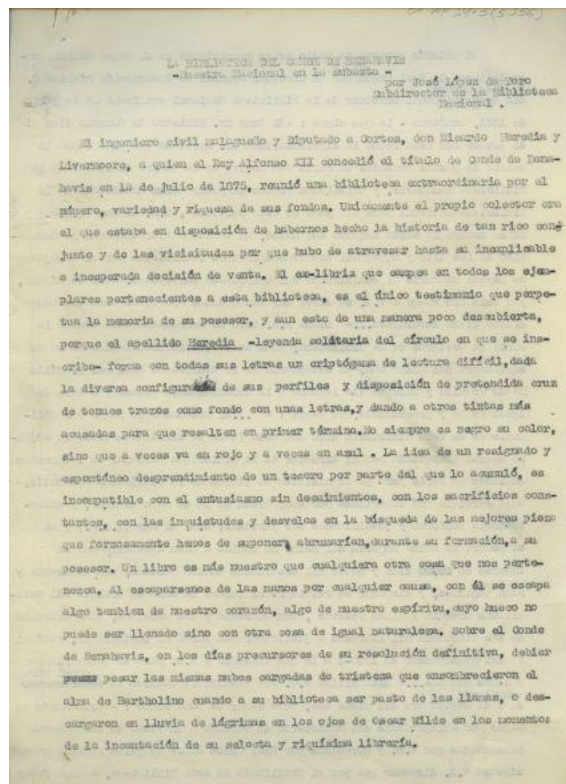 LA BIBLIOTECA DEL CONDE DE BENAHAVIS
-Nuestra Nacional en la subasta -
por José López de Toro
Subdirector de la Biblioteca
Nacional .
El ingeniero civil malagueño y Diputado a Cortes, don Ricardo Heredia y
Livermoore, a quien el Rey Alfonso XII concedió el título de Conde de Bena-
havis en 12 de julio de 1875, reunió una biblioteca extraordinaria por el
número, variedad y riqueza de sus fondos. Unicamente el propio colector era
el que estaba en disposición de habernos hecho la historia de tan rico con-
junto y de las vicisitudes por que hubo de atravesar hasta su inexplicable
e inesperada decisión de venta. El ex-libris que campea en todos los ejem-
plares pertenecientes a esta biblioteca, es el único testimonio que perpe-
tua la memoria de su posesor, y aun esto de una manera poco descubierta,
porque el apellido Heredia -leyenda solitaria del círculo en que se ins-
cribe- forma con todas sus letras un criptógama de lectura difícil,dada
la diversa de sus perfiles y disposición de pretendida cruz
de tenues trazos como fondo con unas letras,y dando a otros tintas más
acusadas para que resalten en primer término.No siempre es negro su color,
sino que a veces va en rojo y a veces en azul . La idea de un resignado y
espontáneo desprendimiento de un tesoro por parte del que lo acumuló, es
incompatible con el entusiasmo sin decaimientos, con los sacrificios cons-
tantes, con las inquietudes y desvelos en la búsqueda de las mejores pieza
que formosamente hemos de suponer abrumarían,durante su formación,a su
posesor. Un libro es más nuestro que cualquiera otra cosa que nos perte-
nezca. Al escaparsenos de las manos por cualquier causa, con él se escapa
algo tambien de nuestro corazón, algo de nuestro espíritu,cuyo hueco no
puede ser llenado sino con otra cosa de igual naturaleza. Sobre el Conde
de Benahavis, en los días precursores de su resolución definitiva, debier
pesar las mismas nubes cargadas de tristeza que ensombrecieron el
alma de Bartholino cuando a su biblioteca ser pasto de las llamas, o des-
cargaron en lluvia de lágrimas en los ojos de Oscar Wilde en los momentos
de la incautación de su selecta y riquísima librería.